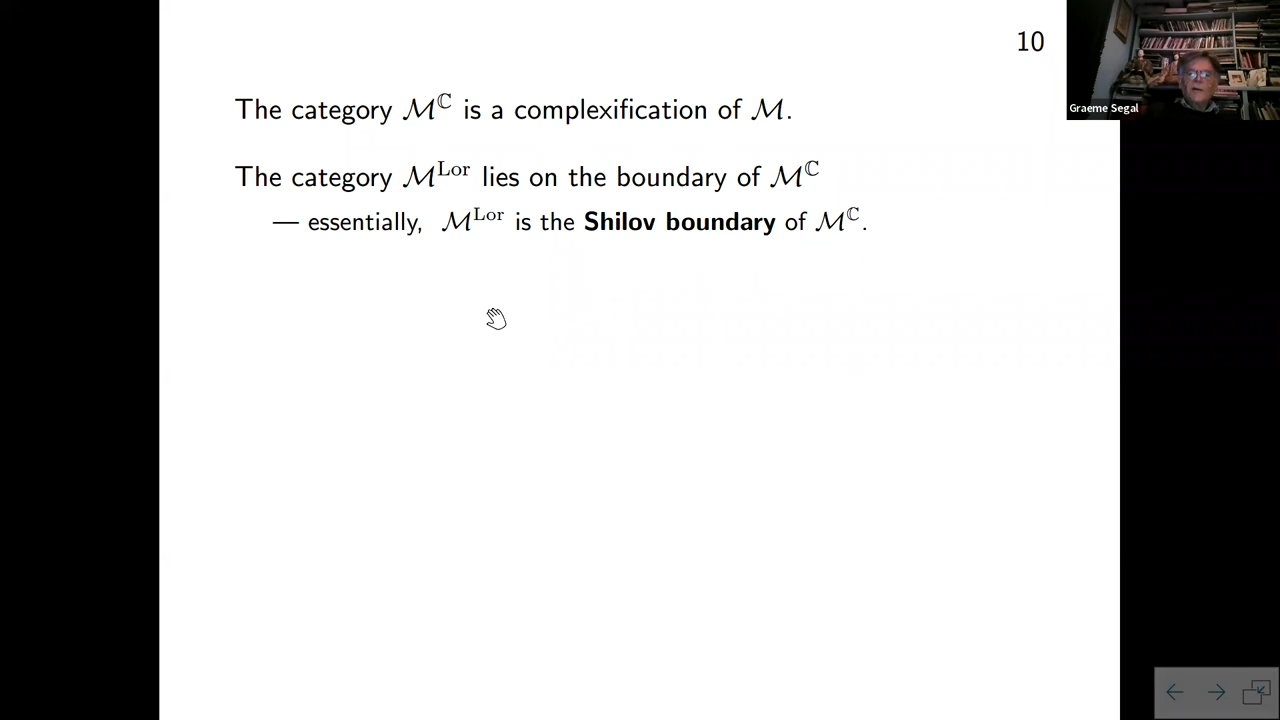 10
Graeme Segal
The category ℳ^ℂ is a complexification of ℳ.
The category ℳ^Lor lies on the boundary of ℳ^ℂ
— essentially, ℳ^Lor is the Shilov boundary of ℳ^ℂ.